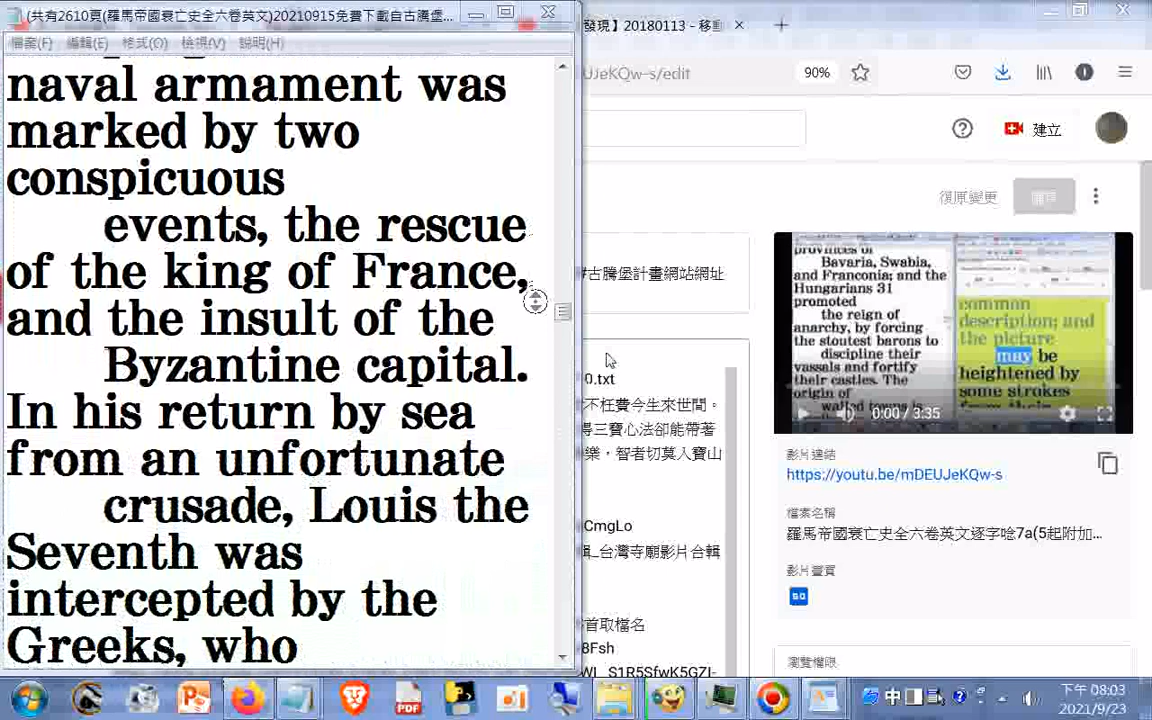 (共有2610頁(羅馬帝國衰亡史全六卷英文)20210915免費下載自古騰堡...
檔案(F) 編輯(E) 格式(O) 檢視(V) 說明(H)
naval armament was
marked by two
conspicuous
events, the rescue
of the king of France,
and the insult of the
Byzantine capital.
In his return by sea
from an unfortunate
crusade, Louis the
Seventh was
intercepted by the
Greeks, who
發現】20180113 - 移動
UJeKQw-s/edit
90%
建立
復原變更
#古騰堡計畫網站網址
0.txt
不枉費今生來世間。
得三寶心法卻能帶著
樂，智者切莫入寶山
CmgLo
輯_台灣寺廟影片合輯
首取檔名
8Fsh
WI_S1R5SfwK5GZI-
provinces of
Bavaria, Swabia,
and Franconia; and the
Hungarians 31
promoted
the reign of
anarchy, by forcing
the stoutest barons to
discipline their
vassals and fortify
their castles. The
origin of
walled towns is
common
description; and
the picture
may be
heightened by
some strokes
0:00 / 3:35
影片連結
https://youtu.be/mDEUJeKQw-s
檔案名稱
羅馬帝國衰亡史全六卷英文逐字唸7a(5起附加...
影片畫質
SD
瀏覽權限
中
下午 08:03
2021/9/23